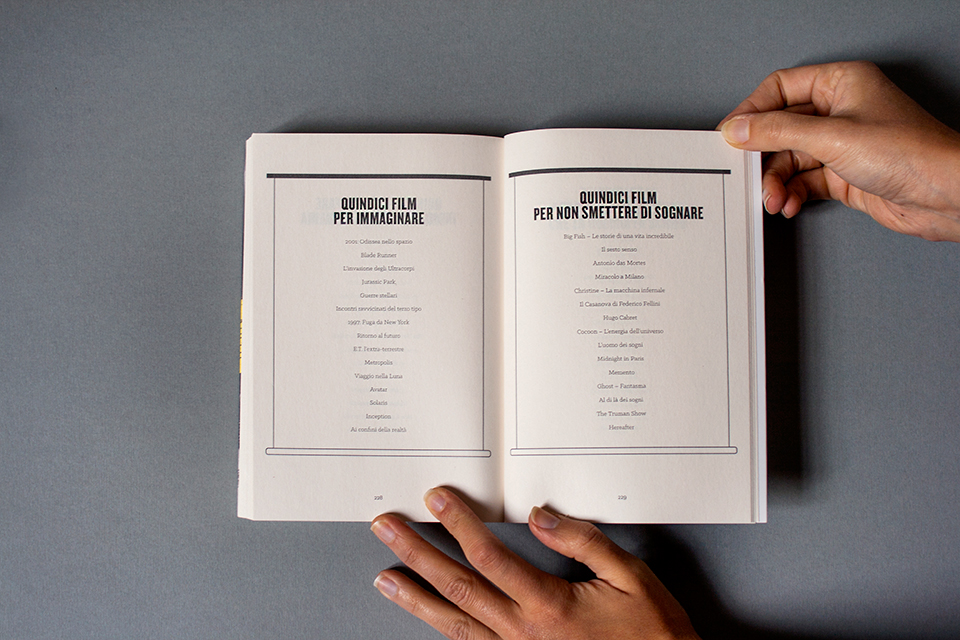 QUINDICI FILM
PER IMMAGINARE
2001: Odissea nello spazio
Blade Runner
L'invasione degli Ultracorpi
Jurassic Park
Guerre stellari
Incontri ravvicinati del terzo tipo
1997: Fuga da New York
Ritorno al futuro
E.T. l'extra-terrestre
Metropolis
Viaggio nella Luna
Avatar
Solaris
Inception
Ai confini della realtà
228
QUINDICI FILM
PER NON SMETTERE DI SOGNARE
Big Fish – Le storie di una vita incredibile
Il sesto senso
Antonio das Mortes
Miracolo a Milano
Christine – La macchina infernale
Il Casanova di Federico Fellini
Hugo Cabret
Cocoon – L'energia dell'universo
L'uomo dei sogni
Midnight in Paris
Memento
Ghost – Fantasma
Al di là dei sogni
The Truman Show
Hereafter
229